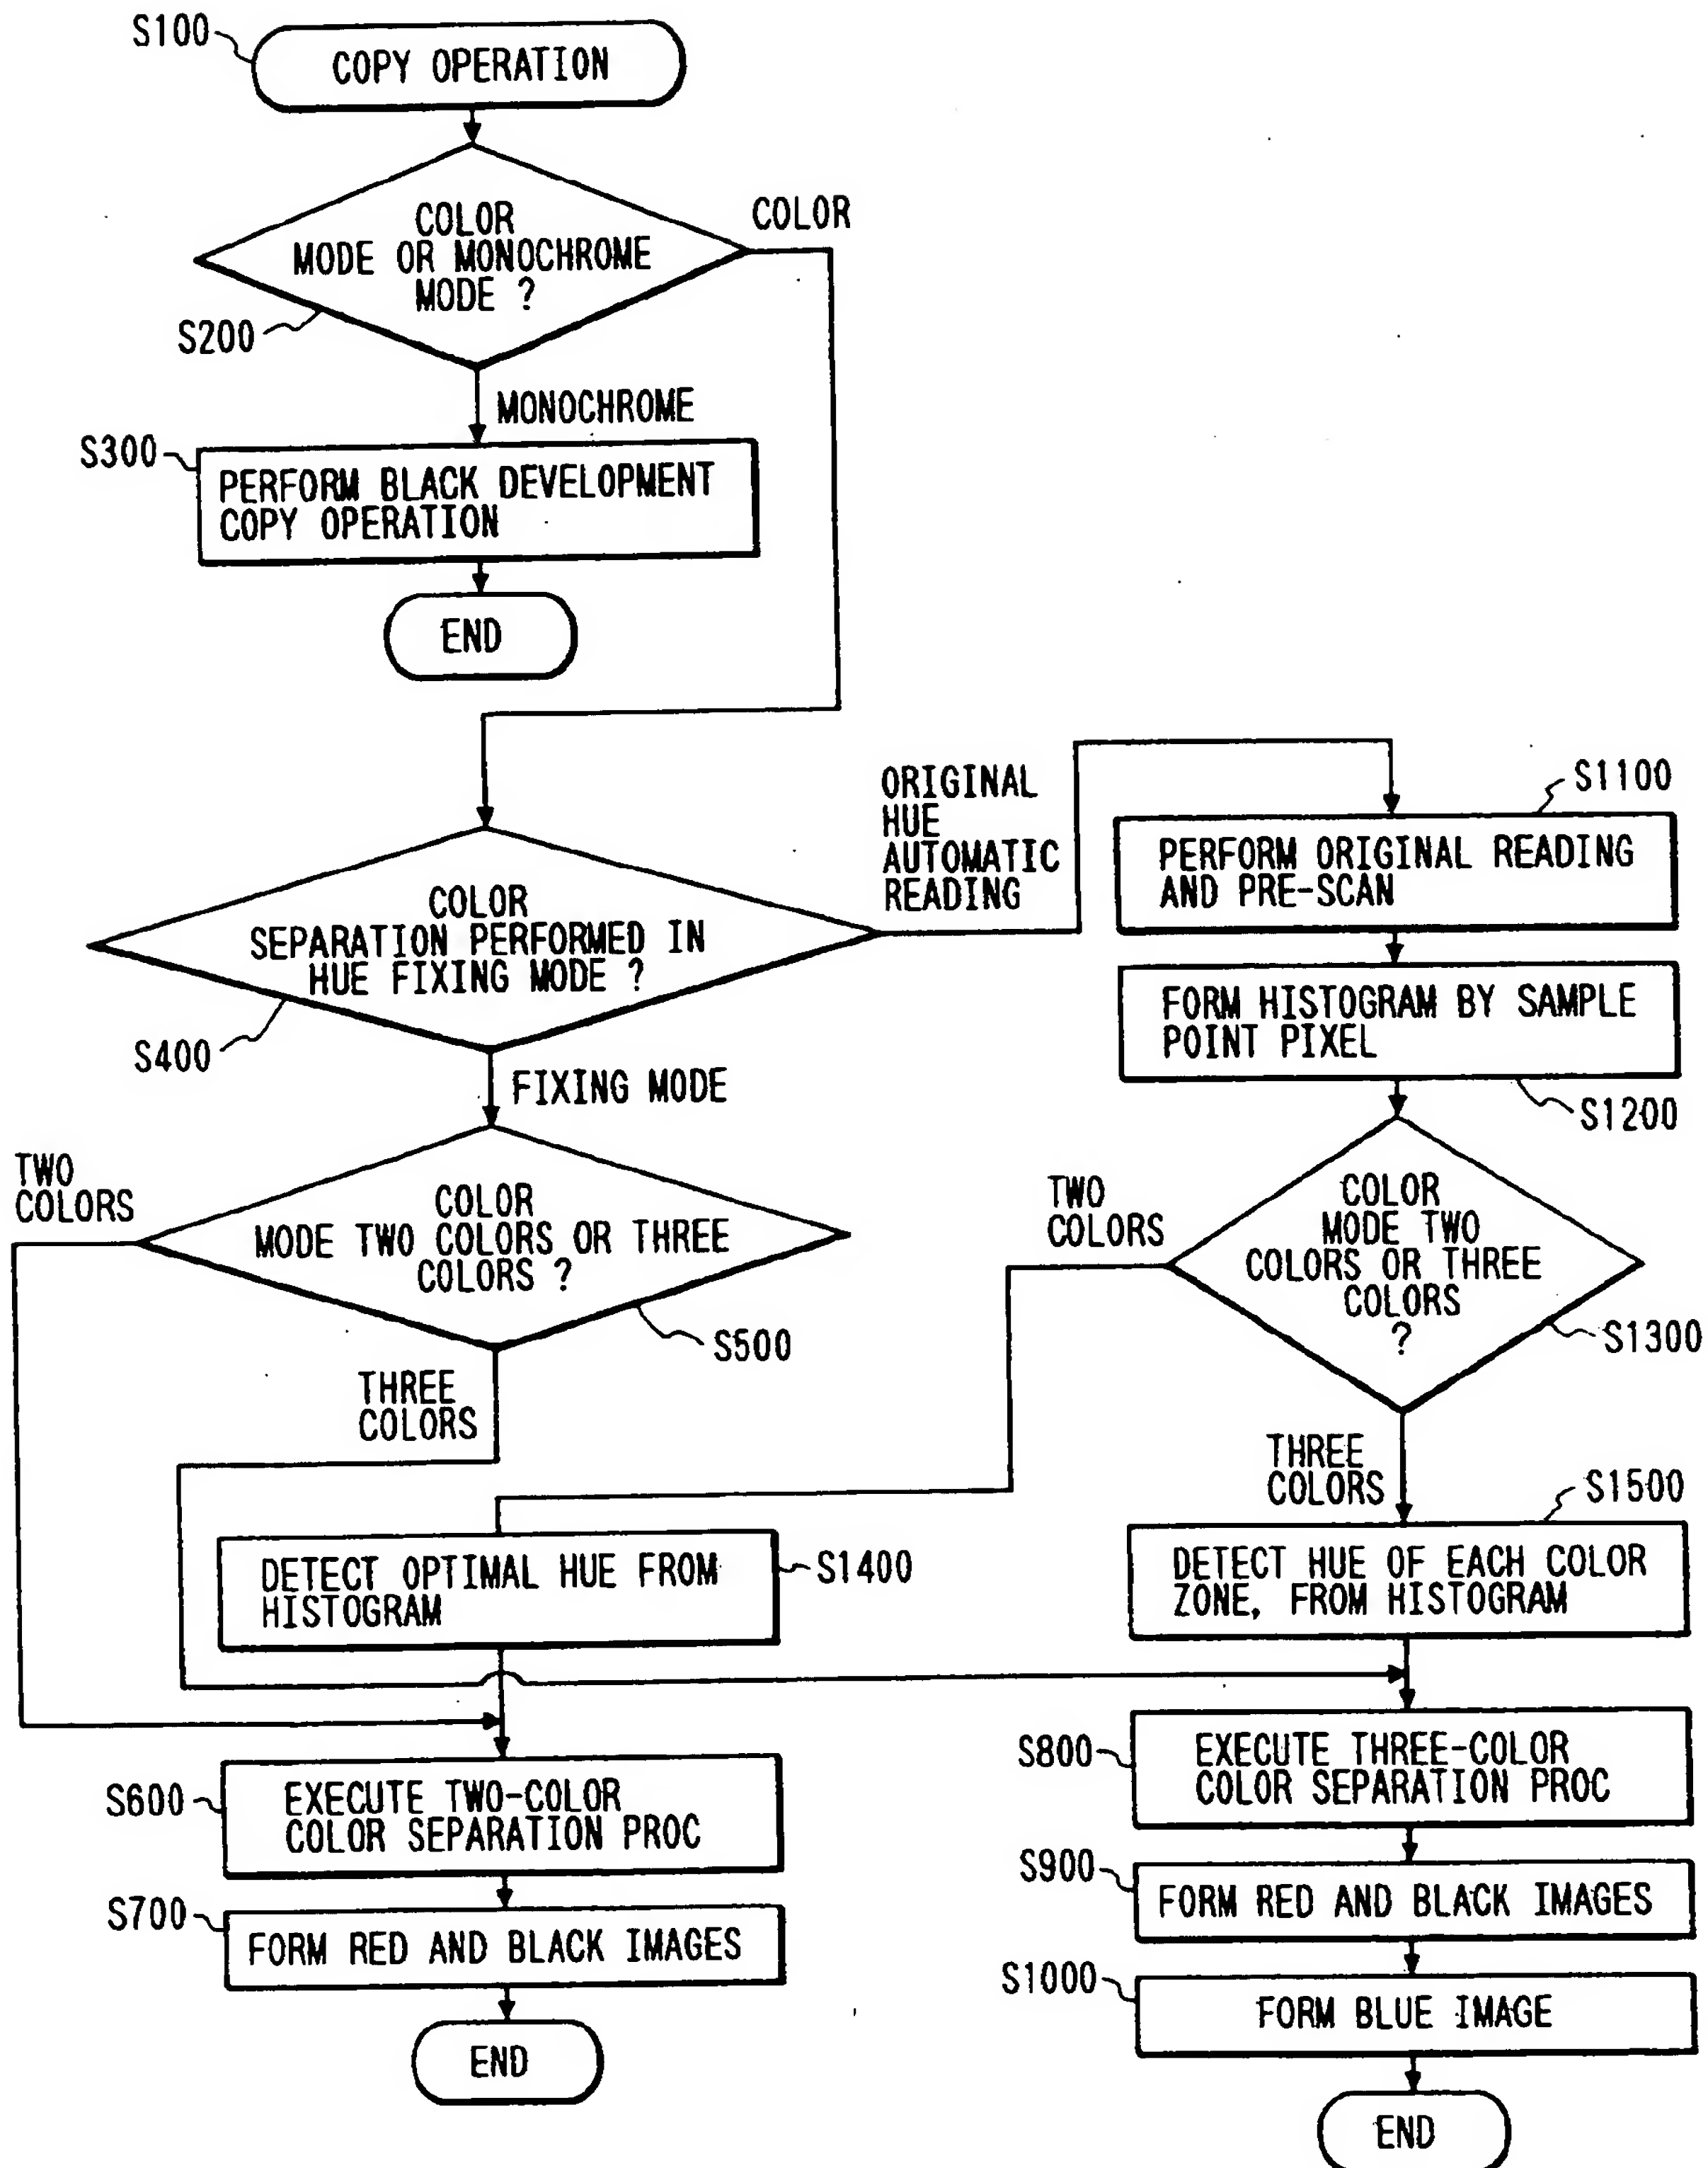 S100
COPY OPERATION
COLOR
MODE OR MONOCHROME
MODE ?
COLOR
S200
MONOCHROME
S300
PERFORM BLACK DEVELOPMENT
COPY OPERATION
END
ORIGINAL
HUE
AUTOMATIC
READING
S1100
PERFORM ORIGINAL READING
AND PRE-SCAN
COLOR
SEPARATION PERFORMED IN
HUE FIXING MODE ?
S400
FORM HISTOGRAM BY SAMPLE
POINT PIXEL
S1200
FIXING MODE
TWO
COLORS
COLOR
MODE TWO COLORS OR THREE
COLORS ?
S500
THREE
COLORS
TWO
COLORS
COLOR
MODE TWO
COLORS OR THREE
COLORS
?
S1300
THREE
COLORS
S1500
DETECT OPTIMAL HUE FROM
HISTOGRAM
S1400
DETECT HUE OF EACH COLOR
ZONE, FROM HISTOGRAM
S600
EXECUTE TWO-COLOR
COLOR SEPARATION PROC
S700
FORM RED AND BLACK IMAGES
END
S800
EXECUTE THREE-COLOR
COLOR SEPARATION PROC
S900
FORM RED AND BLACK IMAGES
S1000
FORM BLUE IMAGE
END